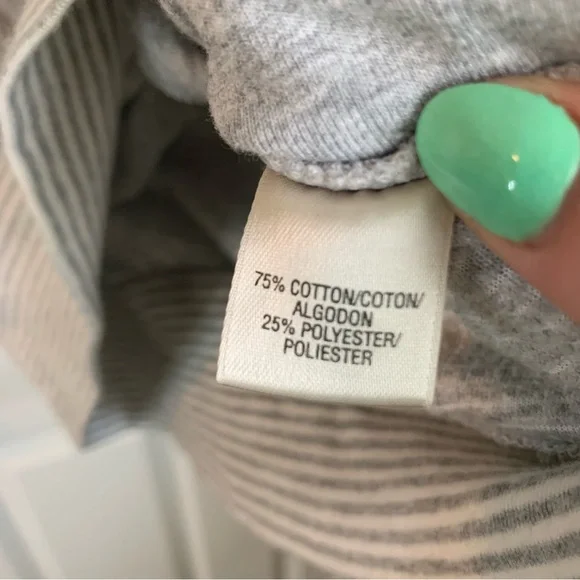 75% COTTON/COTON/
ALGODON
25% POLYESTER/
POLIESTER